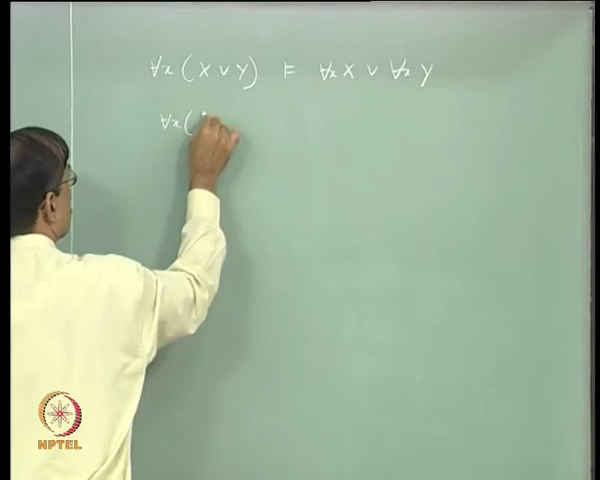 ∀x (X ∨ Y) ⊨ ∀x X ∨ ∀x Y
∀x (
NPTEL